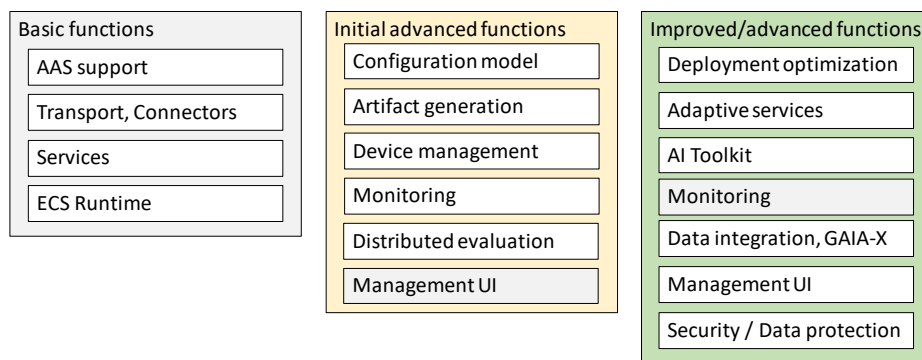 Basic functions
AAS support
Transport, Connectors
Services
ECS Runtime
Initial advanced functions
Configuration model
Artifact generation
Device management
Monitoring
Distributed evaluation
Management UI
Improved/advanced functions
Deployment optimization
Adaptive services
AI Toolkit
Monitoring
Data integration, GAIA-X
Management UI
Security / Data protection